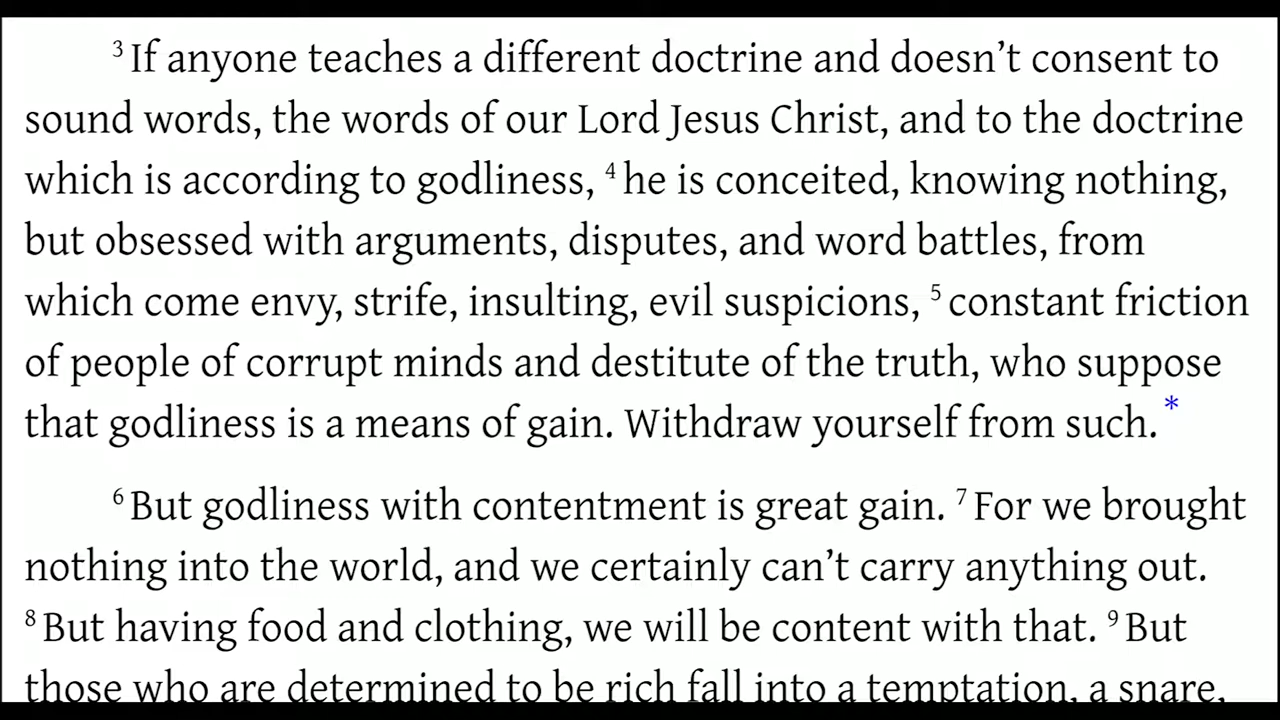 3 If anyone teaches a different doctrine and doesn’t consent to
sound words, the words of our Lord Jesus Christ, and to the doctrine
which is according to godliness, 4 he is conceited, knowing nothing,
but obsessed with arguments, disputes, and word battles, from
which come envy, strife, insulting, evil suspicions, 5 constant friction
of people of corrupt minds and destitute of the truth, who suppose
that godliness is a means of gain. Withdraw yourself from such. *
6 But godliness with contentment is great gain. 7 For we brought
nothing into the world, and we certainly can’t carry anything out.
8 But having food and clothing, we will be content with that. 9 But
those who are determined to be rich fall into a temptation, a snare,